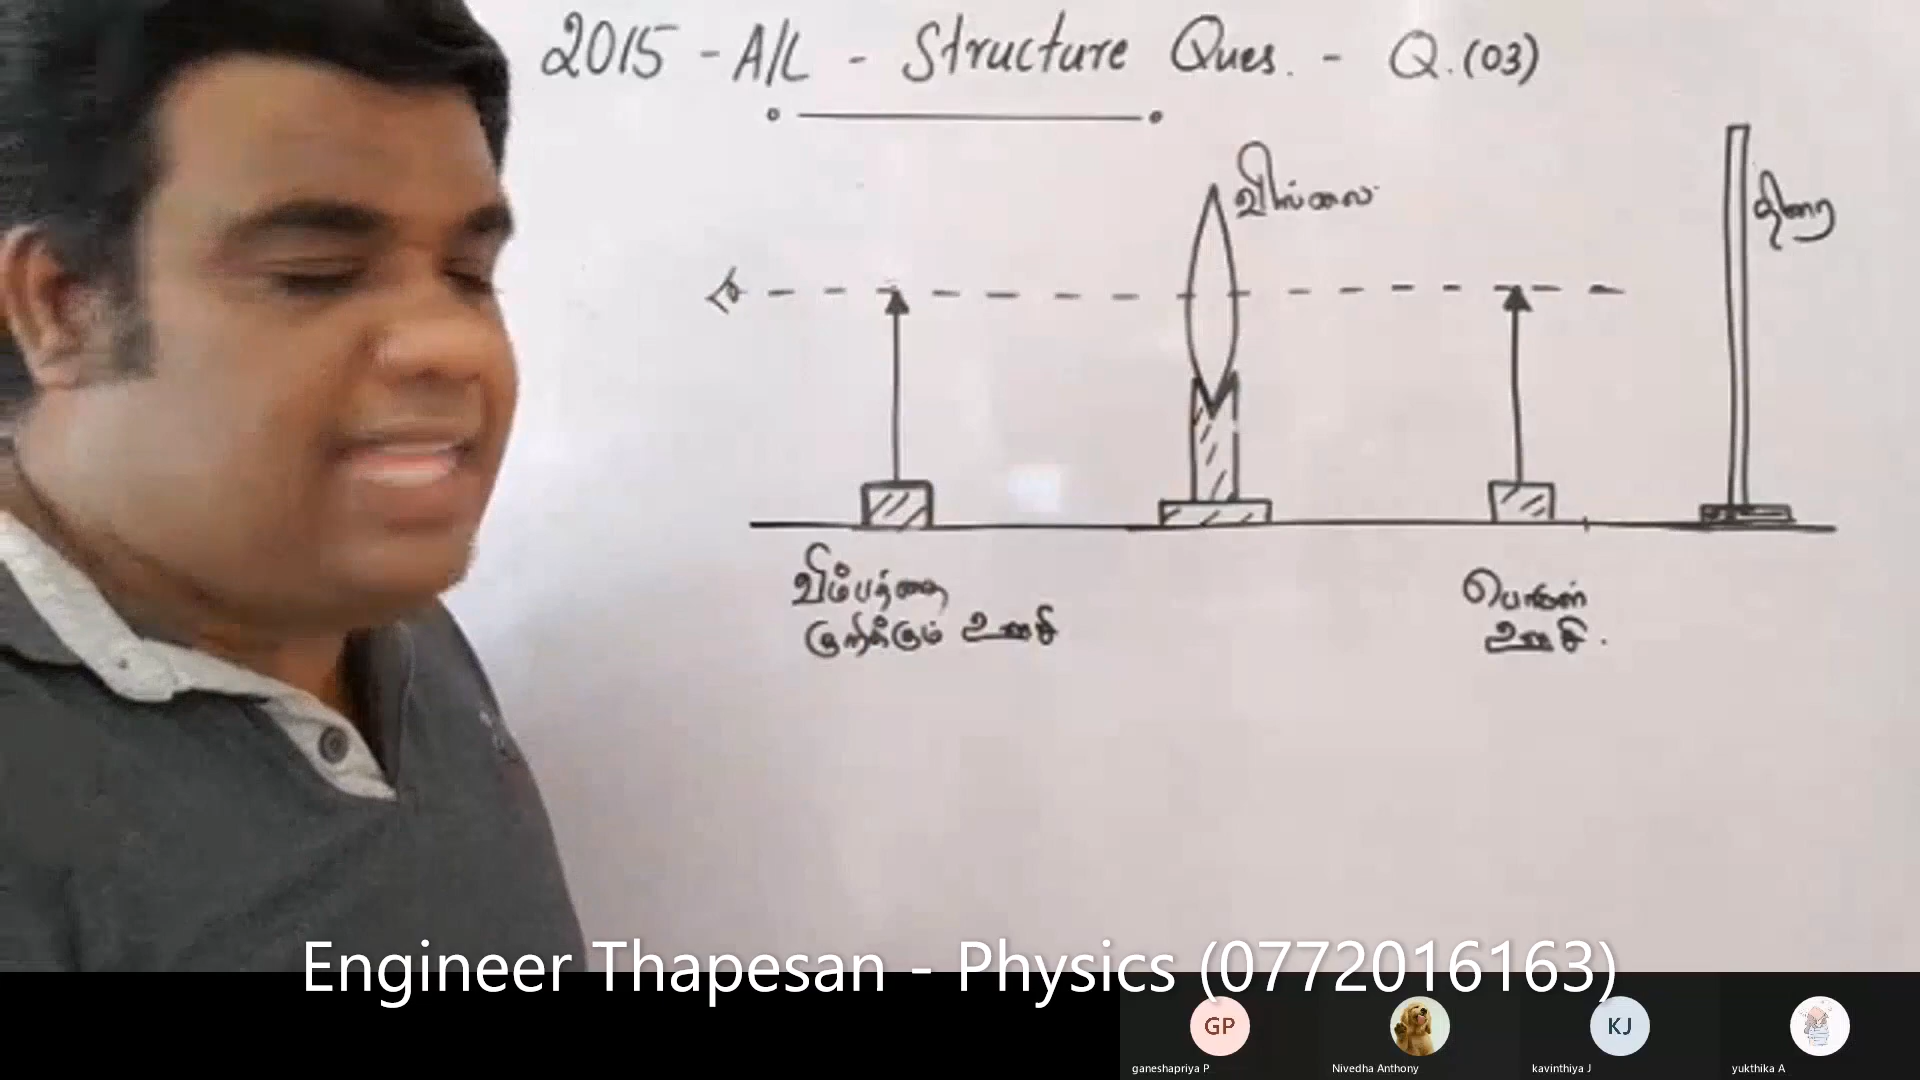 2015 - A/L - Structure Ques. - Q. (03)
வில்லை
திரை
விம்பத்தை
குறிக்கும் ஊசி
பொருள்
ஊசி.
Engineer Thapesan - Physics (0772016163)
GP
KJ
ganeshapriya P
Nivedha Anthony
kavinthiya J
yukthika A